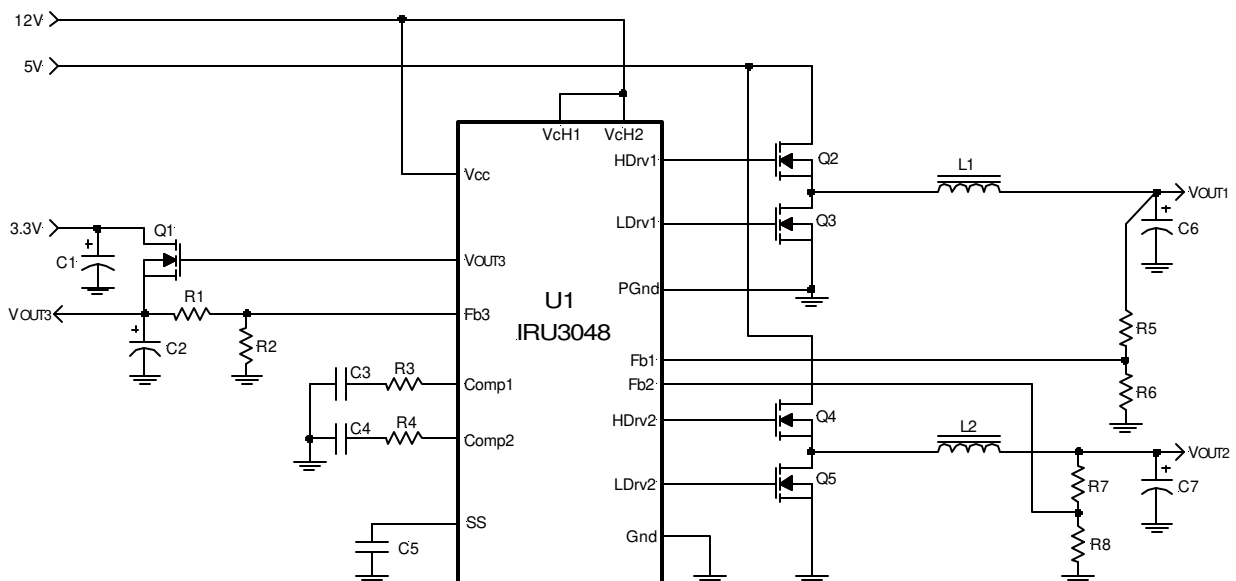 12V
5V
VcH1 VcH2
HDrv1
Q2
L1
Vcc
VOUT1
3.3V
Q1
LDrv1
Q3
C6
C1
VOUT3
PGnd
U1
IRU3048
VOUT3
R1
Fb3
R5
C2
R2
Fb1
C3
R3
Comp1
Fb2
R6
C4
R4
Comp2
HDrv2
Q4
L2
VOUT2
LDrv2
Q5
R7
C7
SS
C5
Gnd
R8
+
+
+
+